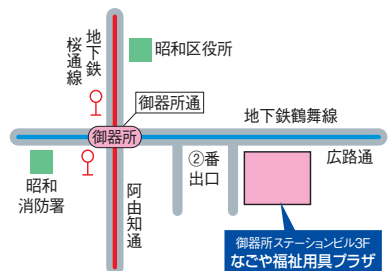 地下鉄
桜通線
昭和区役所
御器所通
地下鉄鶴舞線
御器所
広路通
②番
出口
昭和
消防署
阿由知通
御器所ステーションビル3F
なごや福祉用具プラザ